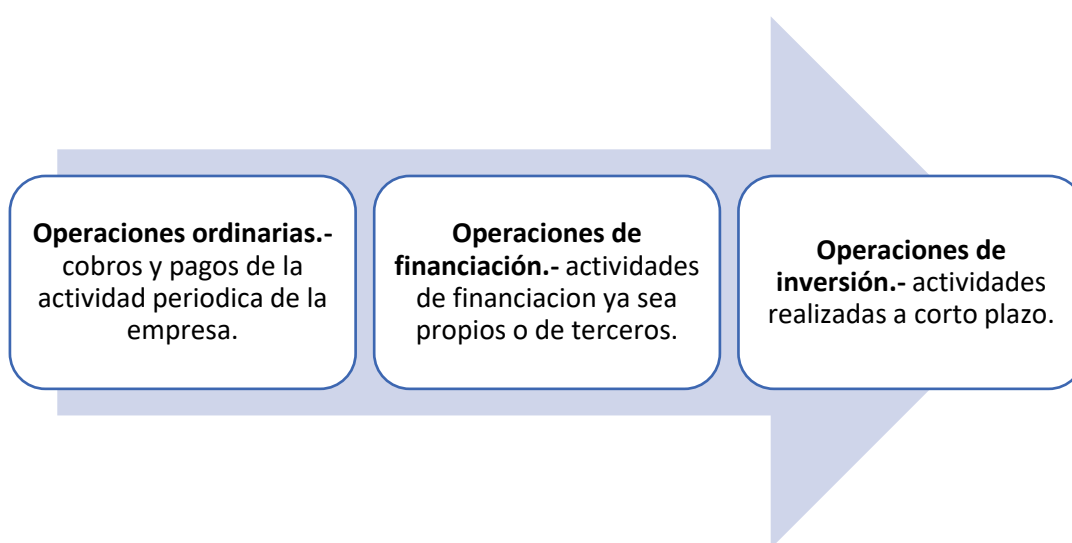 Operaciones ordinarias.-
cobros y pagos de la
actividad periodica de la
empresa.
Operaciones de
financiación.- actividades
de financiacion ya sea
propios o de terceros.
Operaciones de
inversión.- actividades
realizadas a corto plazo.